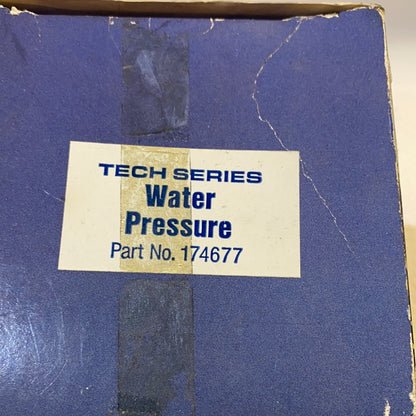 TECH SERIES
Water
Pressure
Part No. 174677